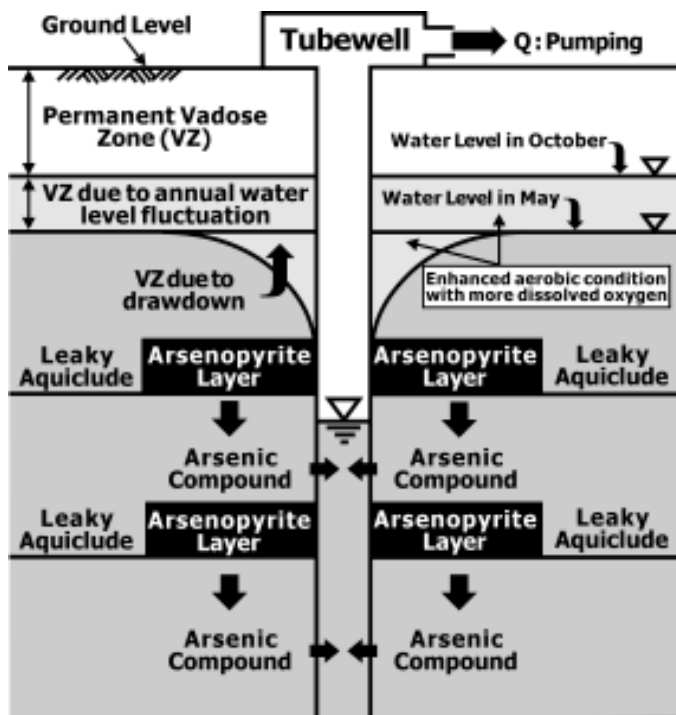 Ground Level
Tubewell
Q: Pumping
Permanent Vadose
Zone (VZ)
Water Level in October
VZ due to annual water
level fluctuation
Water Level in May
VZ due to
drawdown
Enhanced aerobic condition
with more dissolved oxygen
Leaky
Aquiclude
Arsenopyrite
Layer
Arsenopyrite
Layer
Leaky
Aquiclude
Arsenic
Compound
Arsenic
Compound
Leaky
Aquiclude
Arsenopyrite
Layer
Arsenopyrite
Layer
Leaky
Aquiclude
Arsenic
Compound
Arsenic
Compound